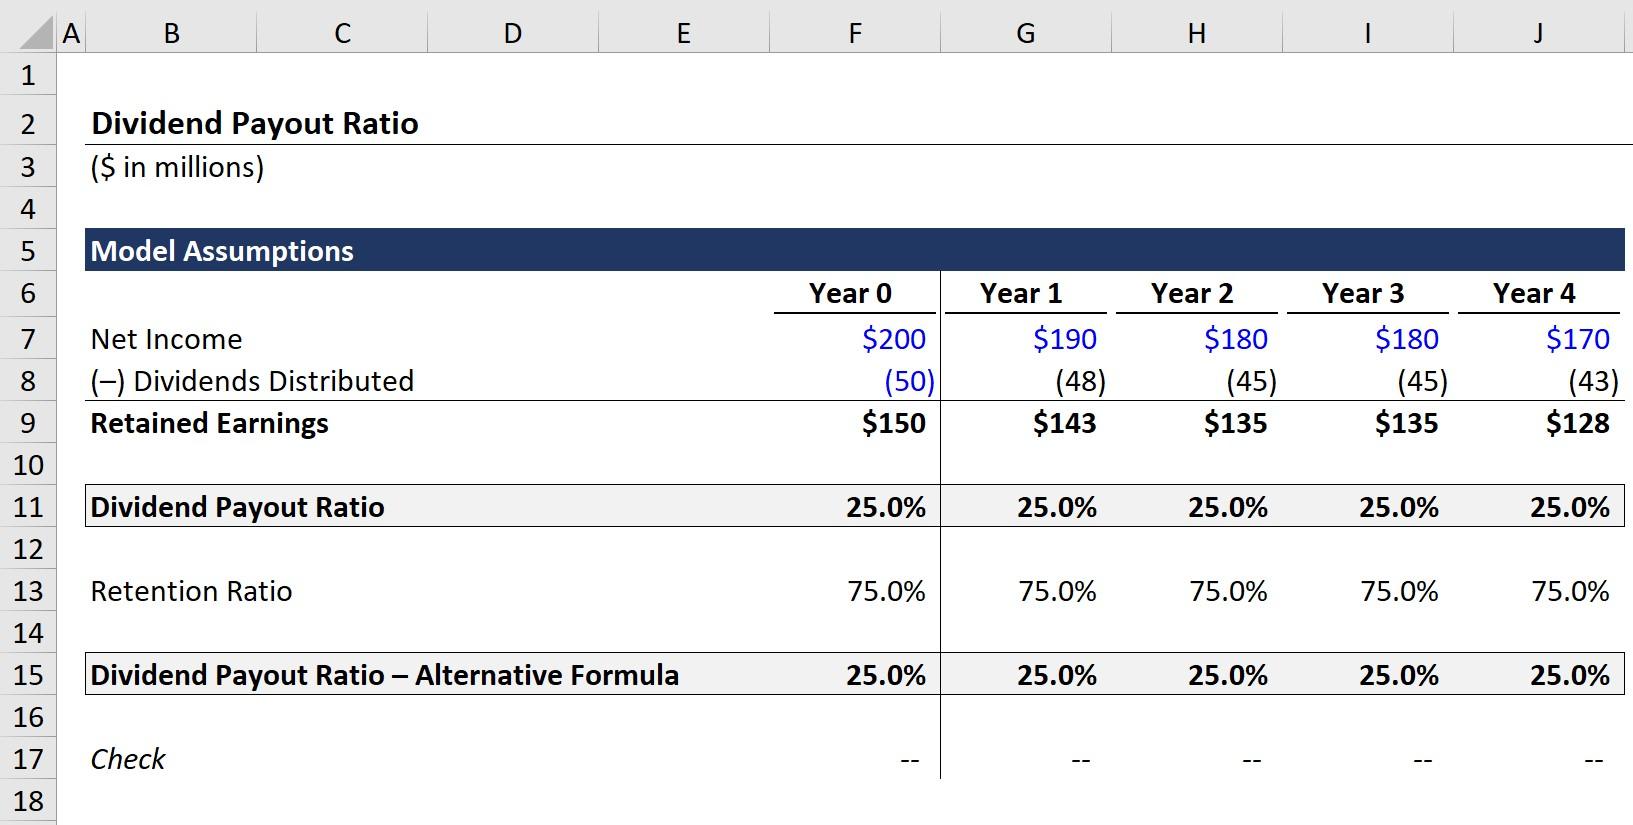 A B C D E F G H I J
1
2 Dividend Payout Ratio
3 ($ in millions)
4
5 Model Assumptions
6 Year 0 Year 1 Year 2 Year 3 Year 4
7 Net Income $200 $190 $180 $180 $170
8 (–) Dividends Distributed (50) (48) (45) (45) (43)
9 Retained Earnings $150 $143 $135 $135 $128
10
11 Dividend Payout Ratio 25.0% 25.0% 25.0% 25.0% 25.0%
12
13 Retention Ratio 75.0% 75.0% 75.0% 75.0% 75.0%
14
15 Dividend Payout Ratio – Alternative Formula 25.0% 25.0% 25.0% 25.0% 25.0%
16
17 Check -- -- -- -- --
18